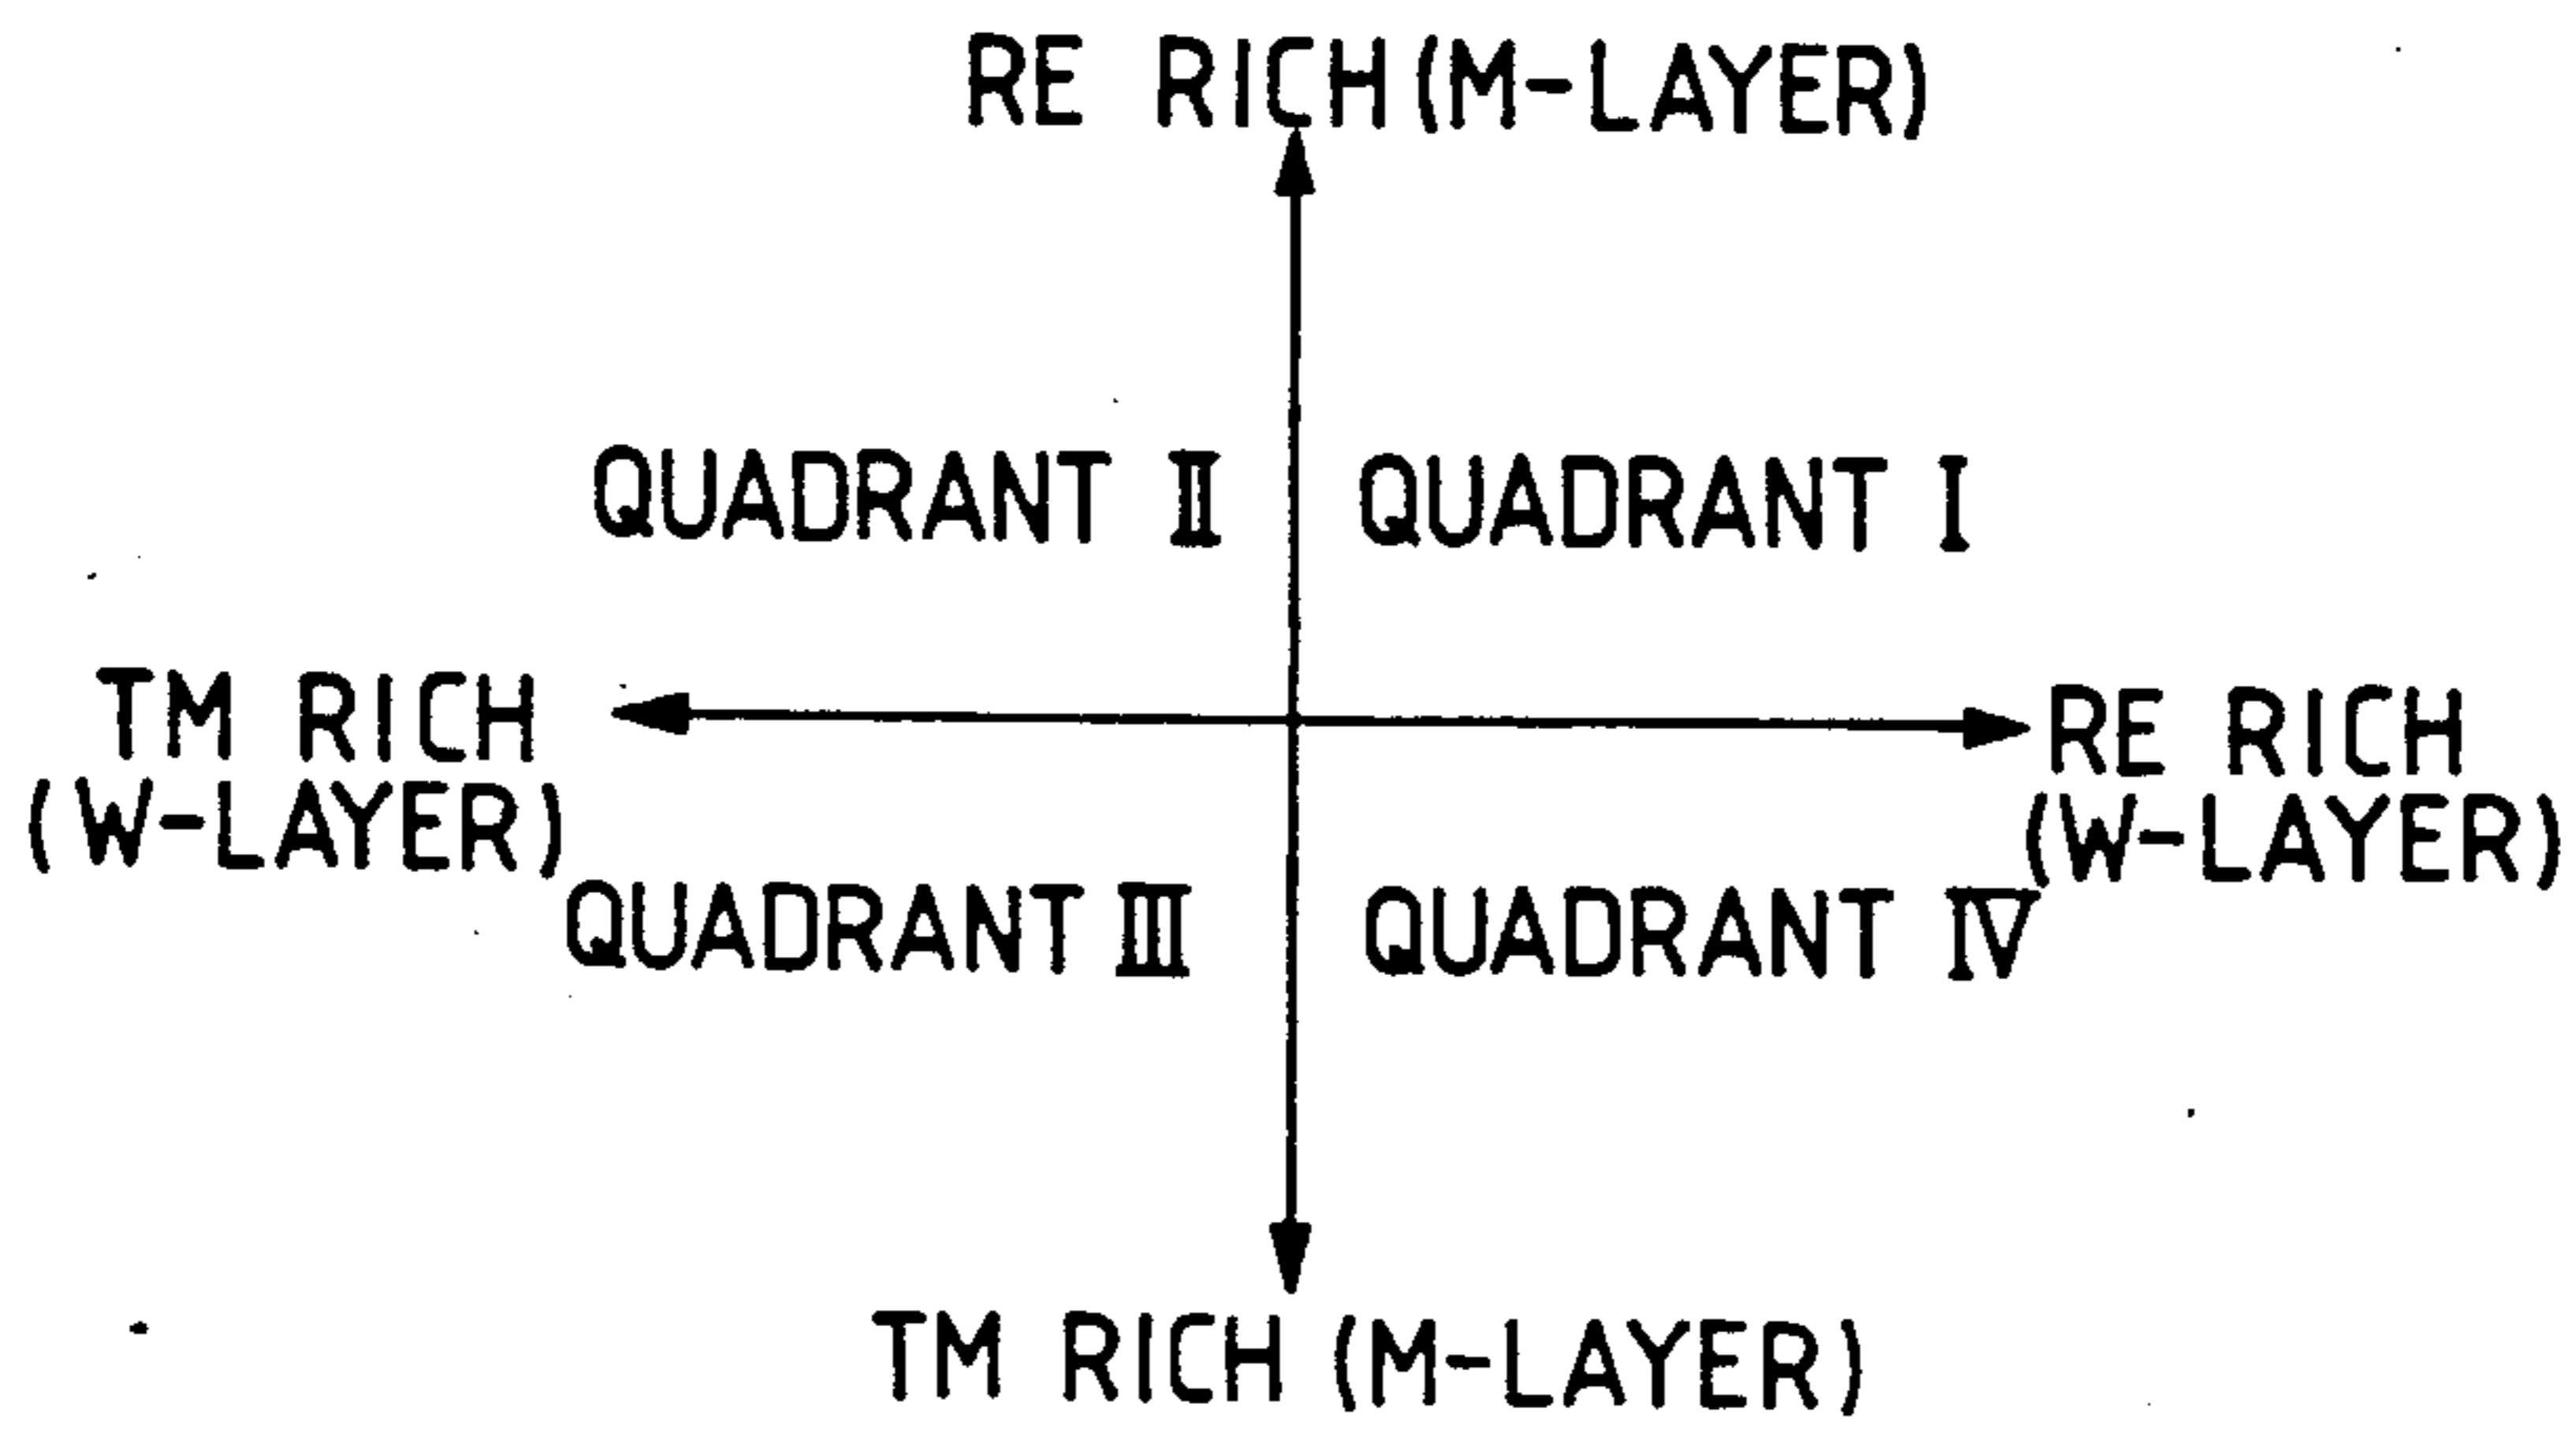 RE RICH (M-LAYER)
QUADRANT II
QUADRANT I
TM RICH
(W-LAYER)
RE RICH
(W-LAYER)
QUADRANT III
QUADRANT IV
TM RICH (M-LAYER)